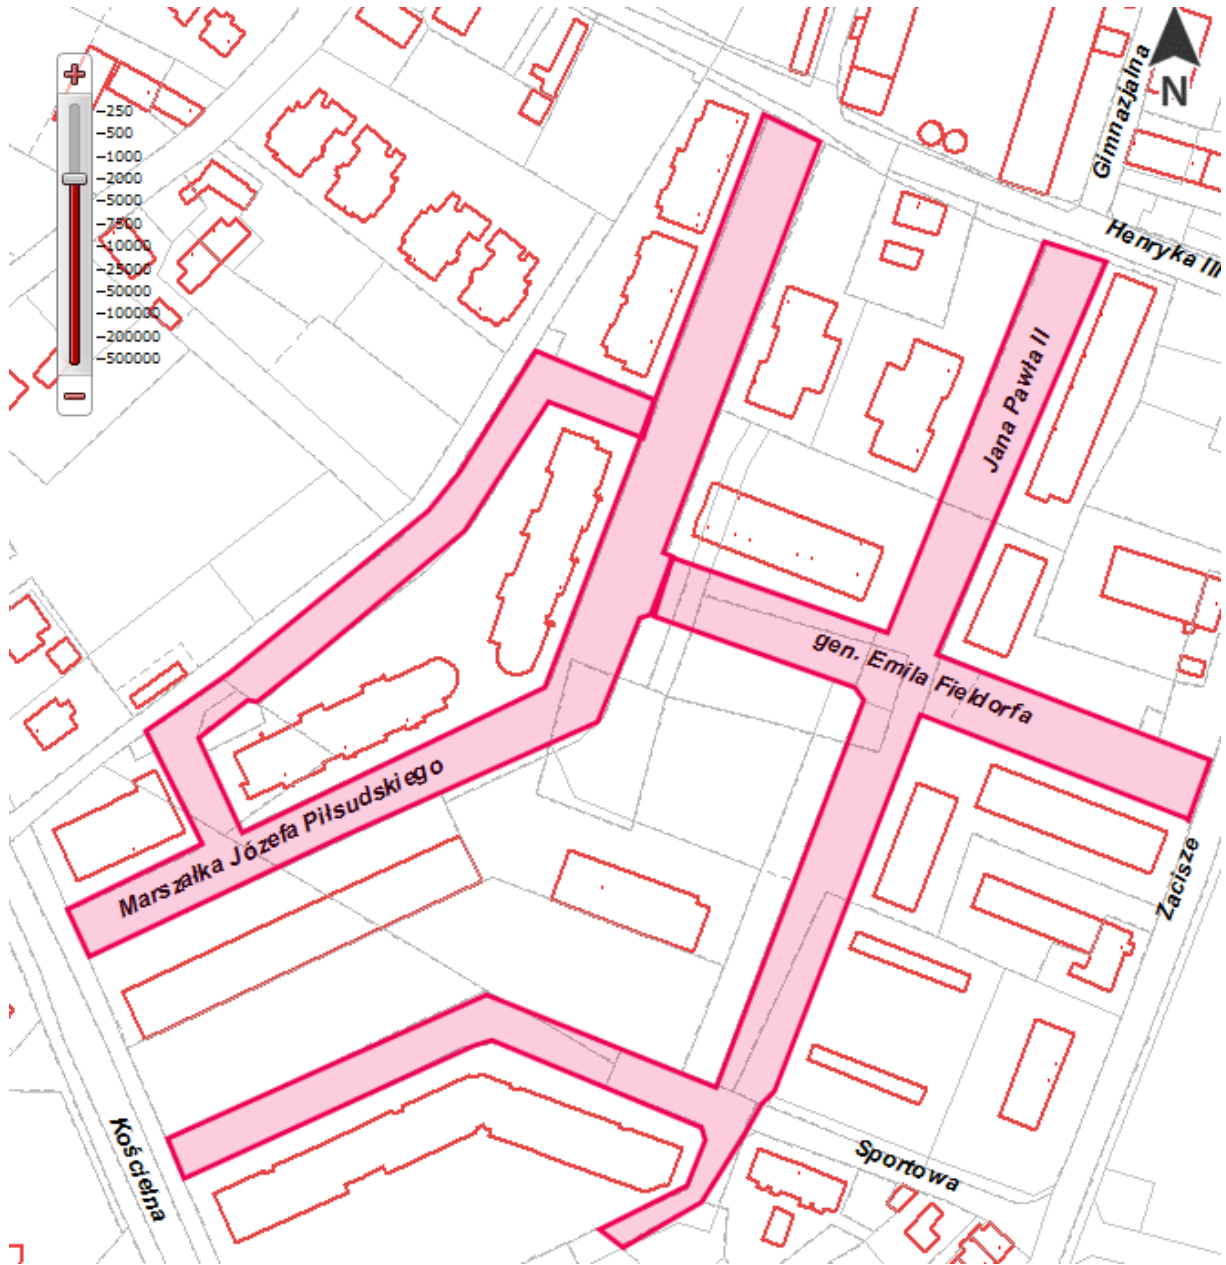 N
Gimnazjalna
Henryka III
250
500
1000
2000
5000
7500
10000
25000
50000
100000
200000
500000
Jana Pawła II
gen. Emila Fieldorfa
Marszałka Józefa Piłsudskiego
Zacisze
Kościelna
Sportowa